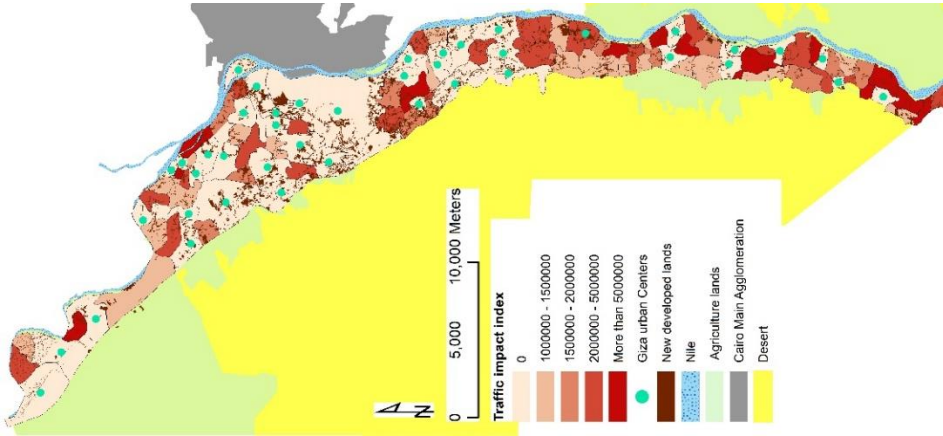 Traffic impact index
0
1000000 - 1500000
1500000 - 2000000
2000000 - 5000000
More than 5000000
Giza urban Centers
New developed lands
Nile
Agriculture lands
Cairo Main Agglomeration
Desert
0 5,000 10,000 Meters
N